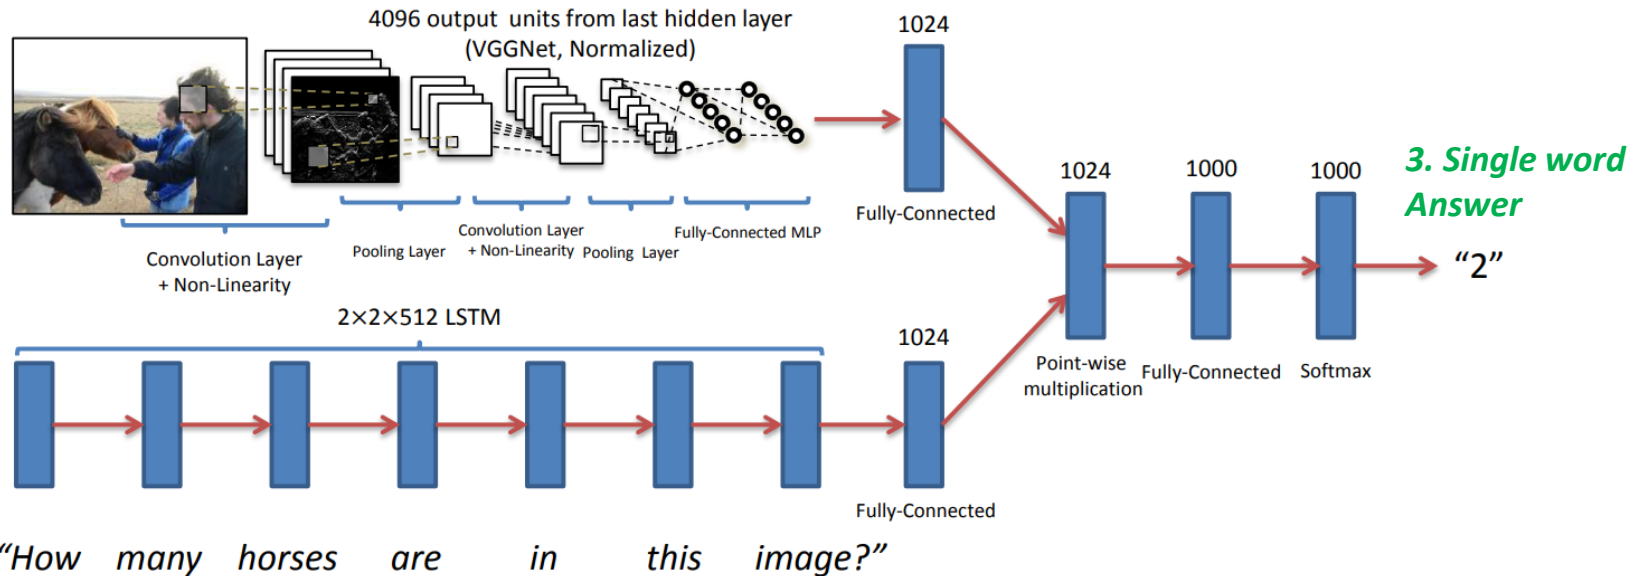 4096 output units from last hidden layer
(VGGNet, Normalized)
1024
Convolution Layer
+ Non-Linearity
Pooling Layer
Convolution Layer
+ Non-Linearity
Pooling Layer
Fully-Connected MLP
Fully-Connected
2×2×512 LSTM
1024
Fully-Connected
1024
Point-wise
multiplication
1000
Fully-Connected
1000
Softmax
3. Single word
Answer
“2”
“How many horses are in this image?”